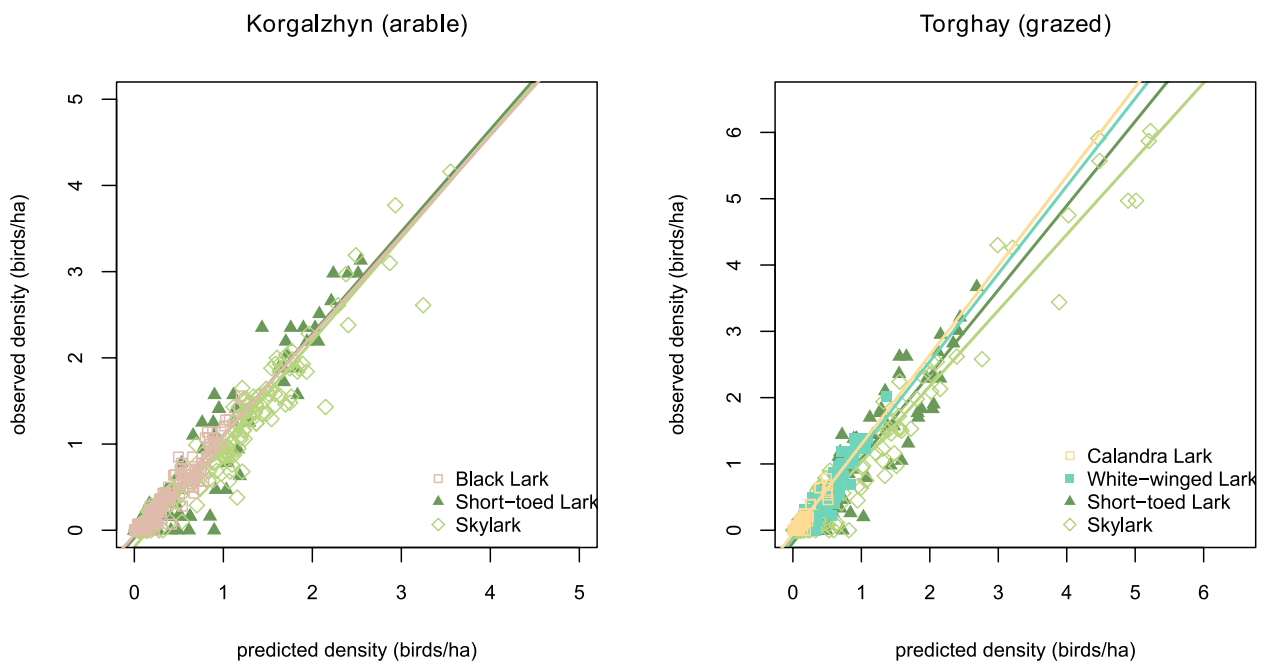 Korgalzhyn (arable)
observed density (birds/ha)
5
4
3
2
1
0
Black Lark
Short−toed Lark
Skylark
0 1 2 3 4 5
predicted density (birds/ha)
Torghay (grazed)
observed density (birds/ha)
6
5
4
3
2
1
0
Calandra Lark
White−winged Lark
Short−toed Lark
Skylark
0 1 2 3 4 5 6
predicted density (birds/ha)